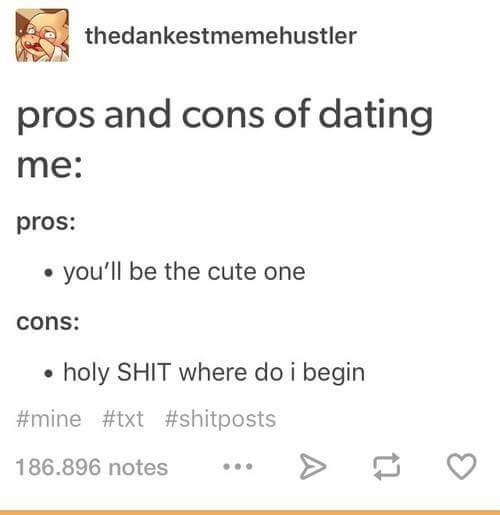 thedankestmemehustler
pros and cons of dating
me:
pros:
• you'll be the cute one
cons:
• holy SHIT where do i begin
#mine #txt #shitposts
186.896 notes